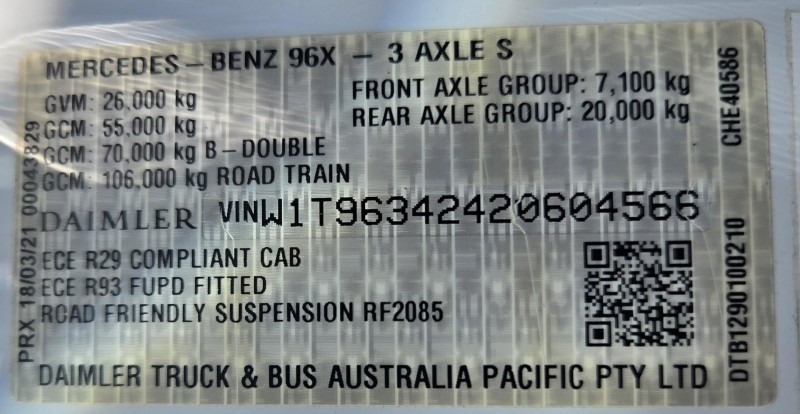 MERCEDES – BENZ 96X – 3 AXLE S
GVM: 26,000 kg
GCM: 55,000 kg
GCM: 70,000 kg B – DOUBLE
GCM: 106,000 kg ROAD TRAIN
FRONT AXLE GROUP: 7,100 kg
REAR AXLE GROUP: 20,000 kg
DAIMLER VIN W1T96342420604566
ECE R29 COMPLIANT CAB
ECE R93 FUPD FITTED
ROAD FRIENDLY SUSPENSION RF2085
DAIMLER TRUCK & BUS AUSTRALIA PACIFIC PTY LTD
PRX 18/03/21 00043829
CHE40586
DTB1290100210